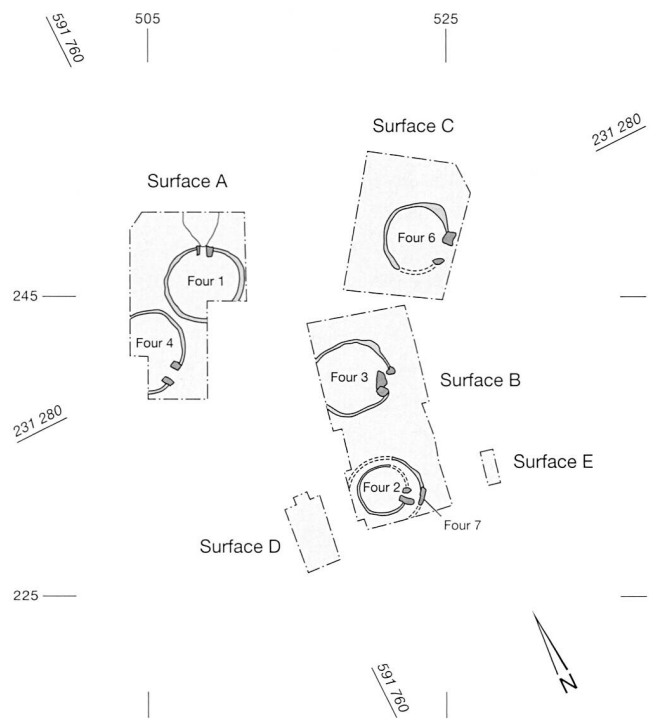 505
525
591 760
231 280
Surface C
Surface A
Four 6
Four 1
245
Four 4
Four 3
Surface B
231 280
Surface E
Four 2
Four 7
Surface D
225
591 760
N